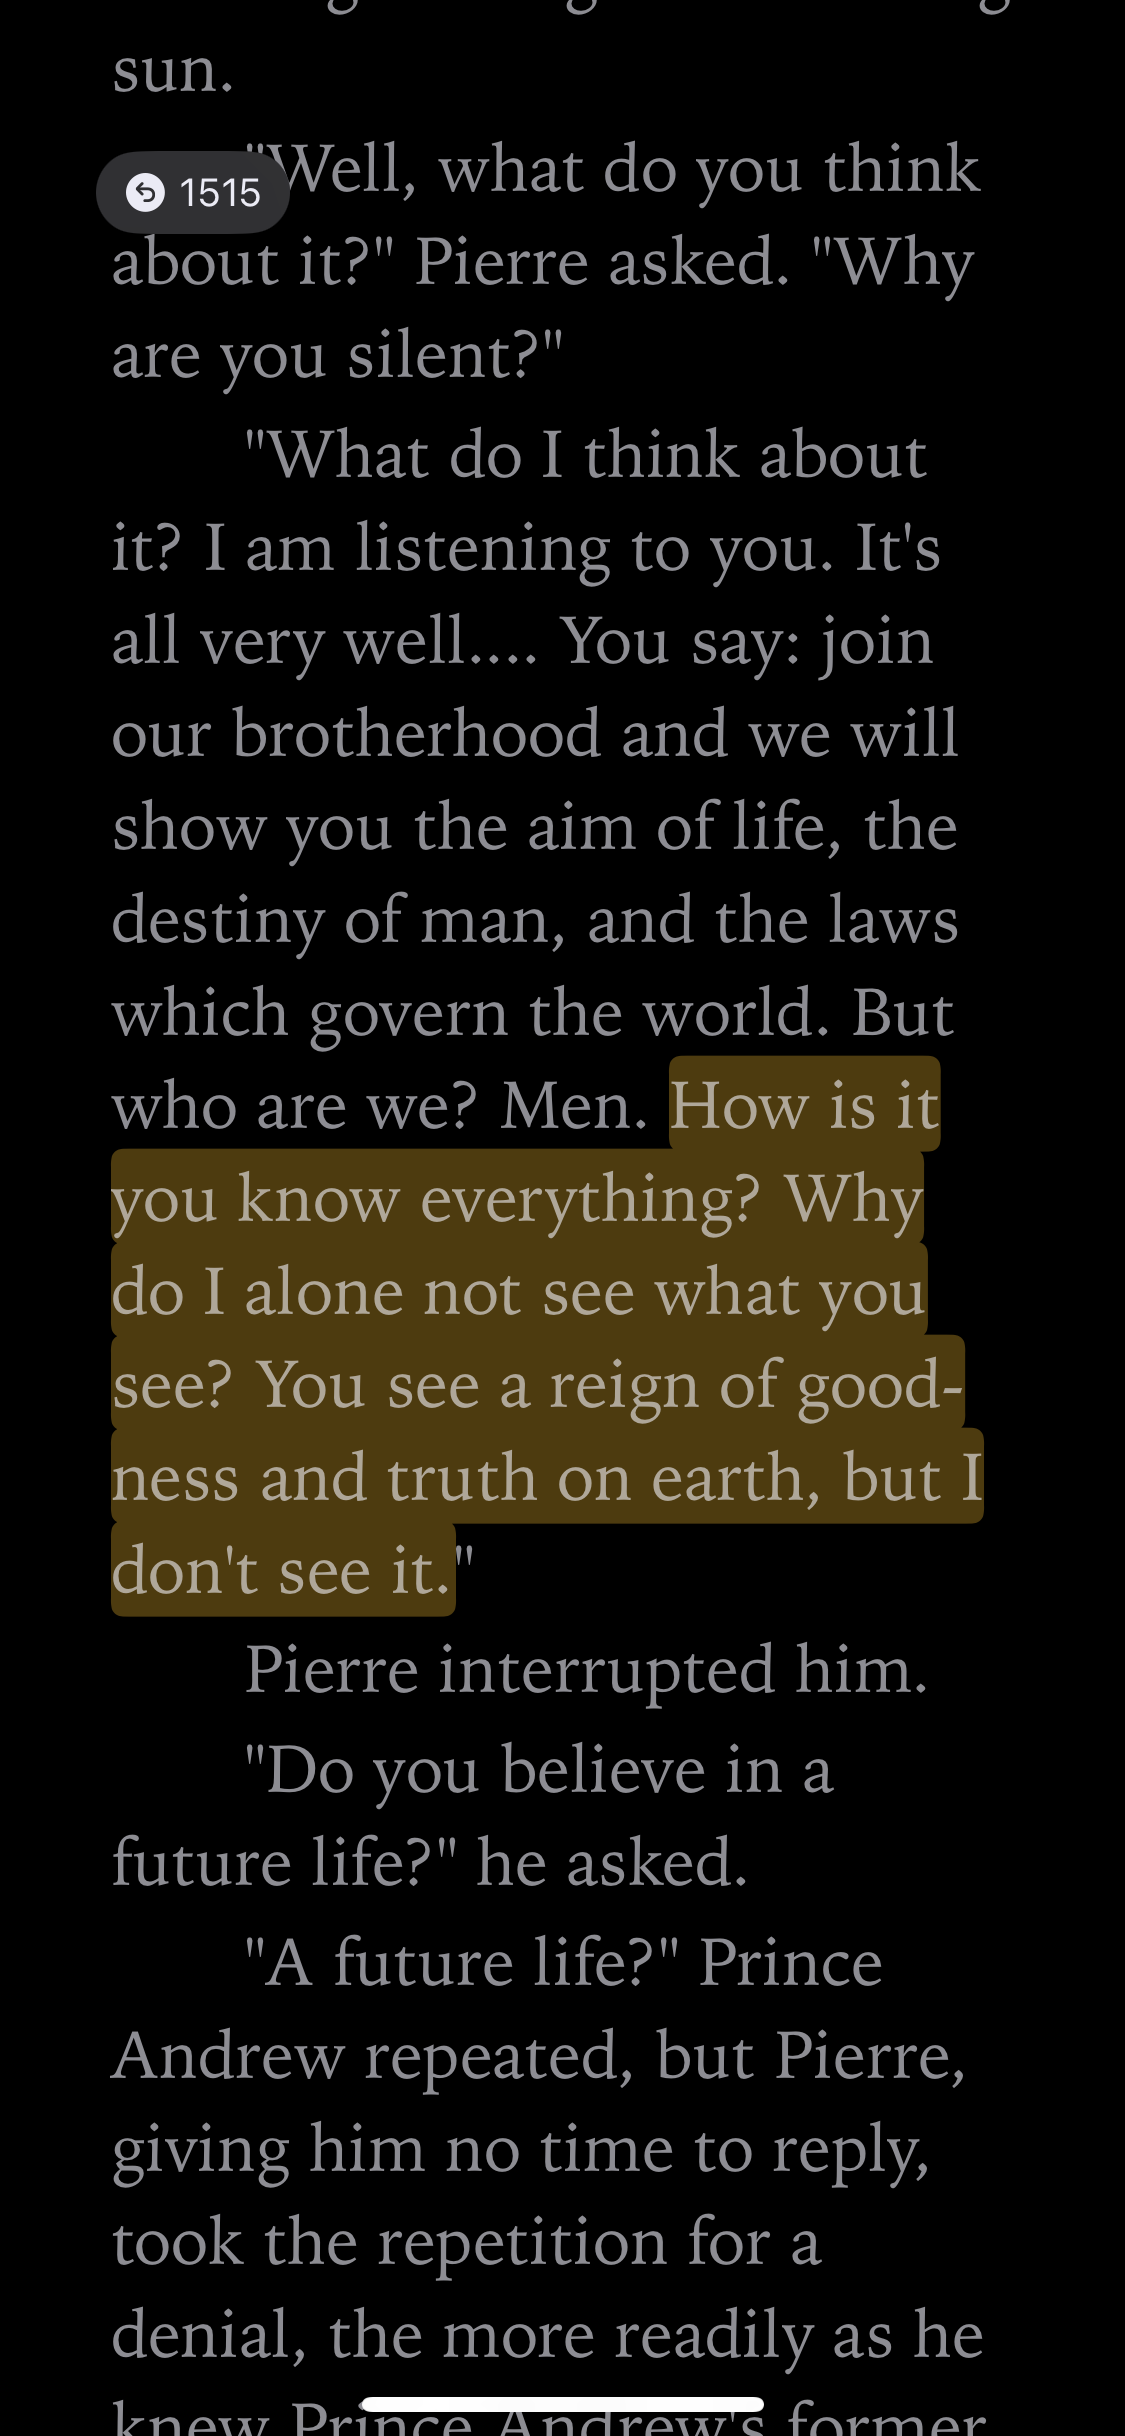 sun.
"Well, what do you think
1515
about it?" Pierre asked. "Why
are you silent?"
"What do I think about
it? I am listening to you. It's
all very well.... You say: join
our brotherhood and we will
show you the aim of life, the
destiny of man, and the laws
which govern the world. But
who are we? Men. How is it
you know everything? Why
do I alone not see what you
see? You see a reign of good-
ness and truth on earth, but I
don't see it."
Pierre interrupted him.
"Do you believe in a
future life?" he asked.
"A future life?" Prince
Andrew repeated, but Pierre,
giving him no time to reply,
took the repetition for a
denial, the more readily as he
knew Prince Andrew's former